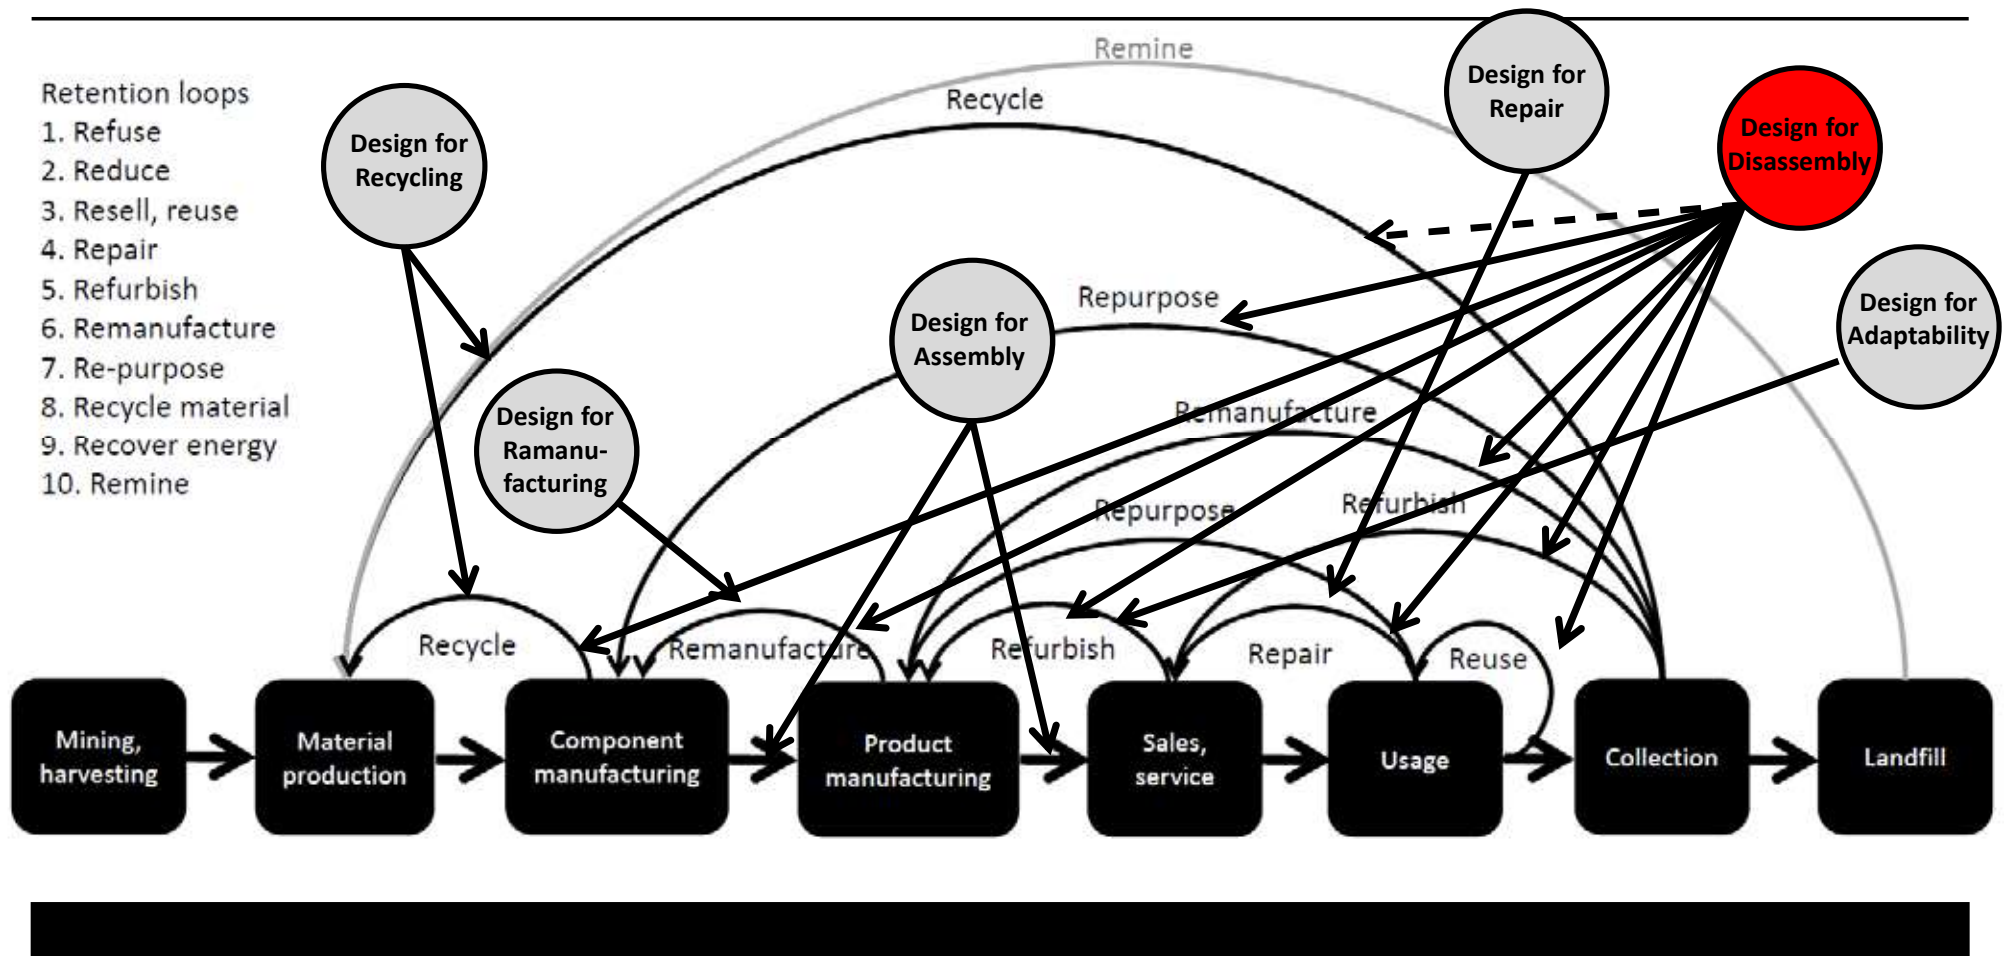 Remine
Recycle
Retention loops
1. Refuse
2. Reduce
3. Resell, reuse
4. Repair
5. Refurbish
6. Remanufacture
7. Re-purpose
8. Recycle material
9. Recover energy
10. Remine
Design for
Recycling
Design for
Repair
Design for
Disassembly
Design for
Adaptability
Design for
Assembly
Design for
Ramanu-
facturing
Repurpose
Remanufacture
Repurpose
Refurbish
Recycle
Remanufacture
Refurbish
Repair
Reuse
Mining,
harvesting
Material
production
Component
manufacturing
Product
manufacturing
Sales,
service
Usage
Collection
Landfill